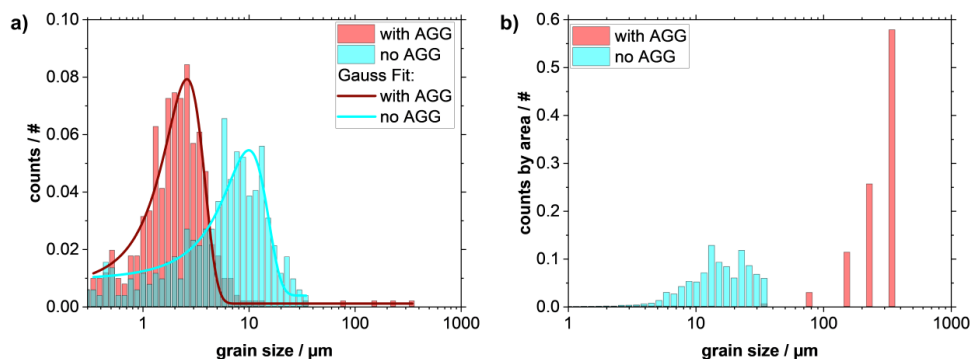 a)
with AGG
no AGG
Gauss Fit:
with AGG
no AGG
0.10
0.08
0.06
0.04
0.02
0.00
counts / #
1
10
100
1000
grain size / µm
b)
with AGG
no AGG
0.6
0.5
0.4
0.3
0.2
0.1
0.0
counts by area / #
1
10
100
1000
grain size / µm